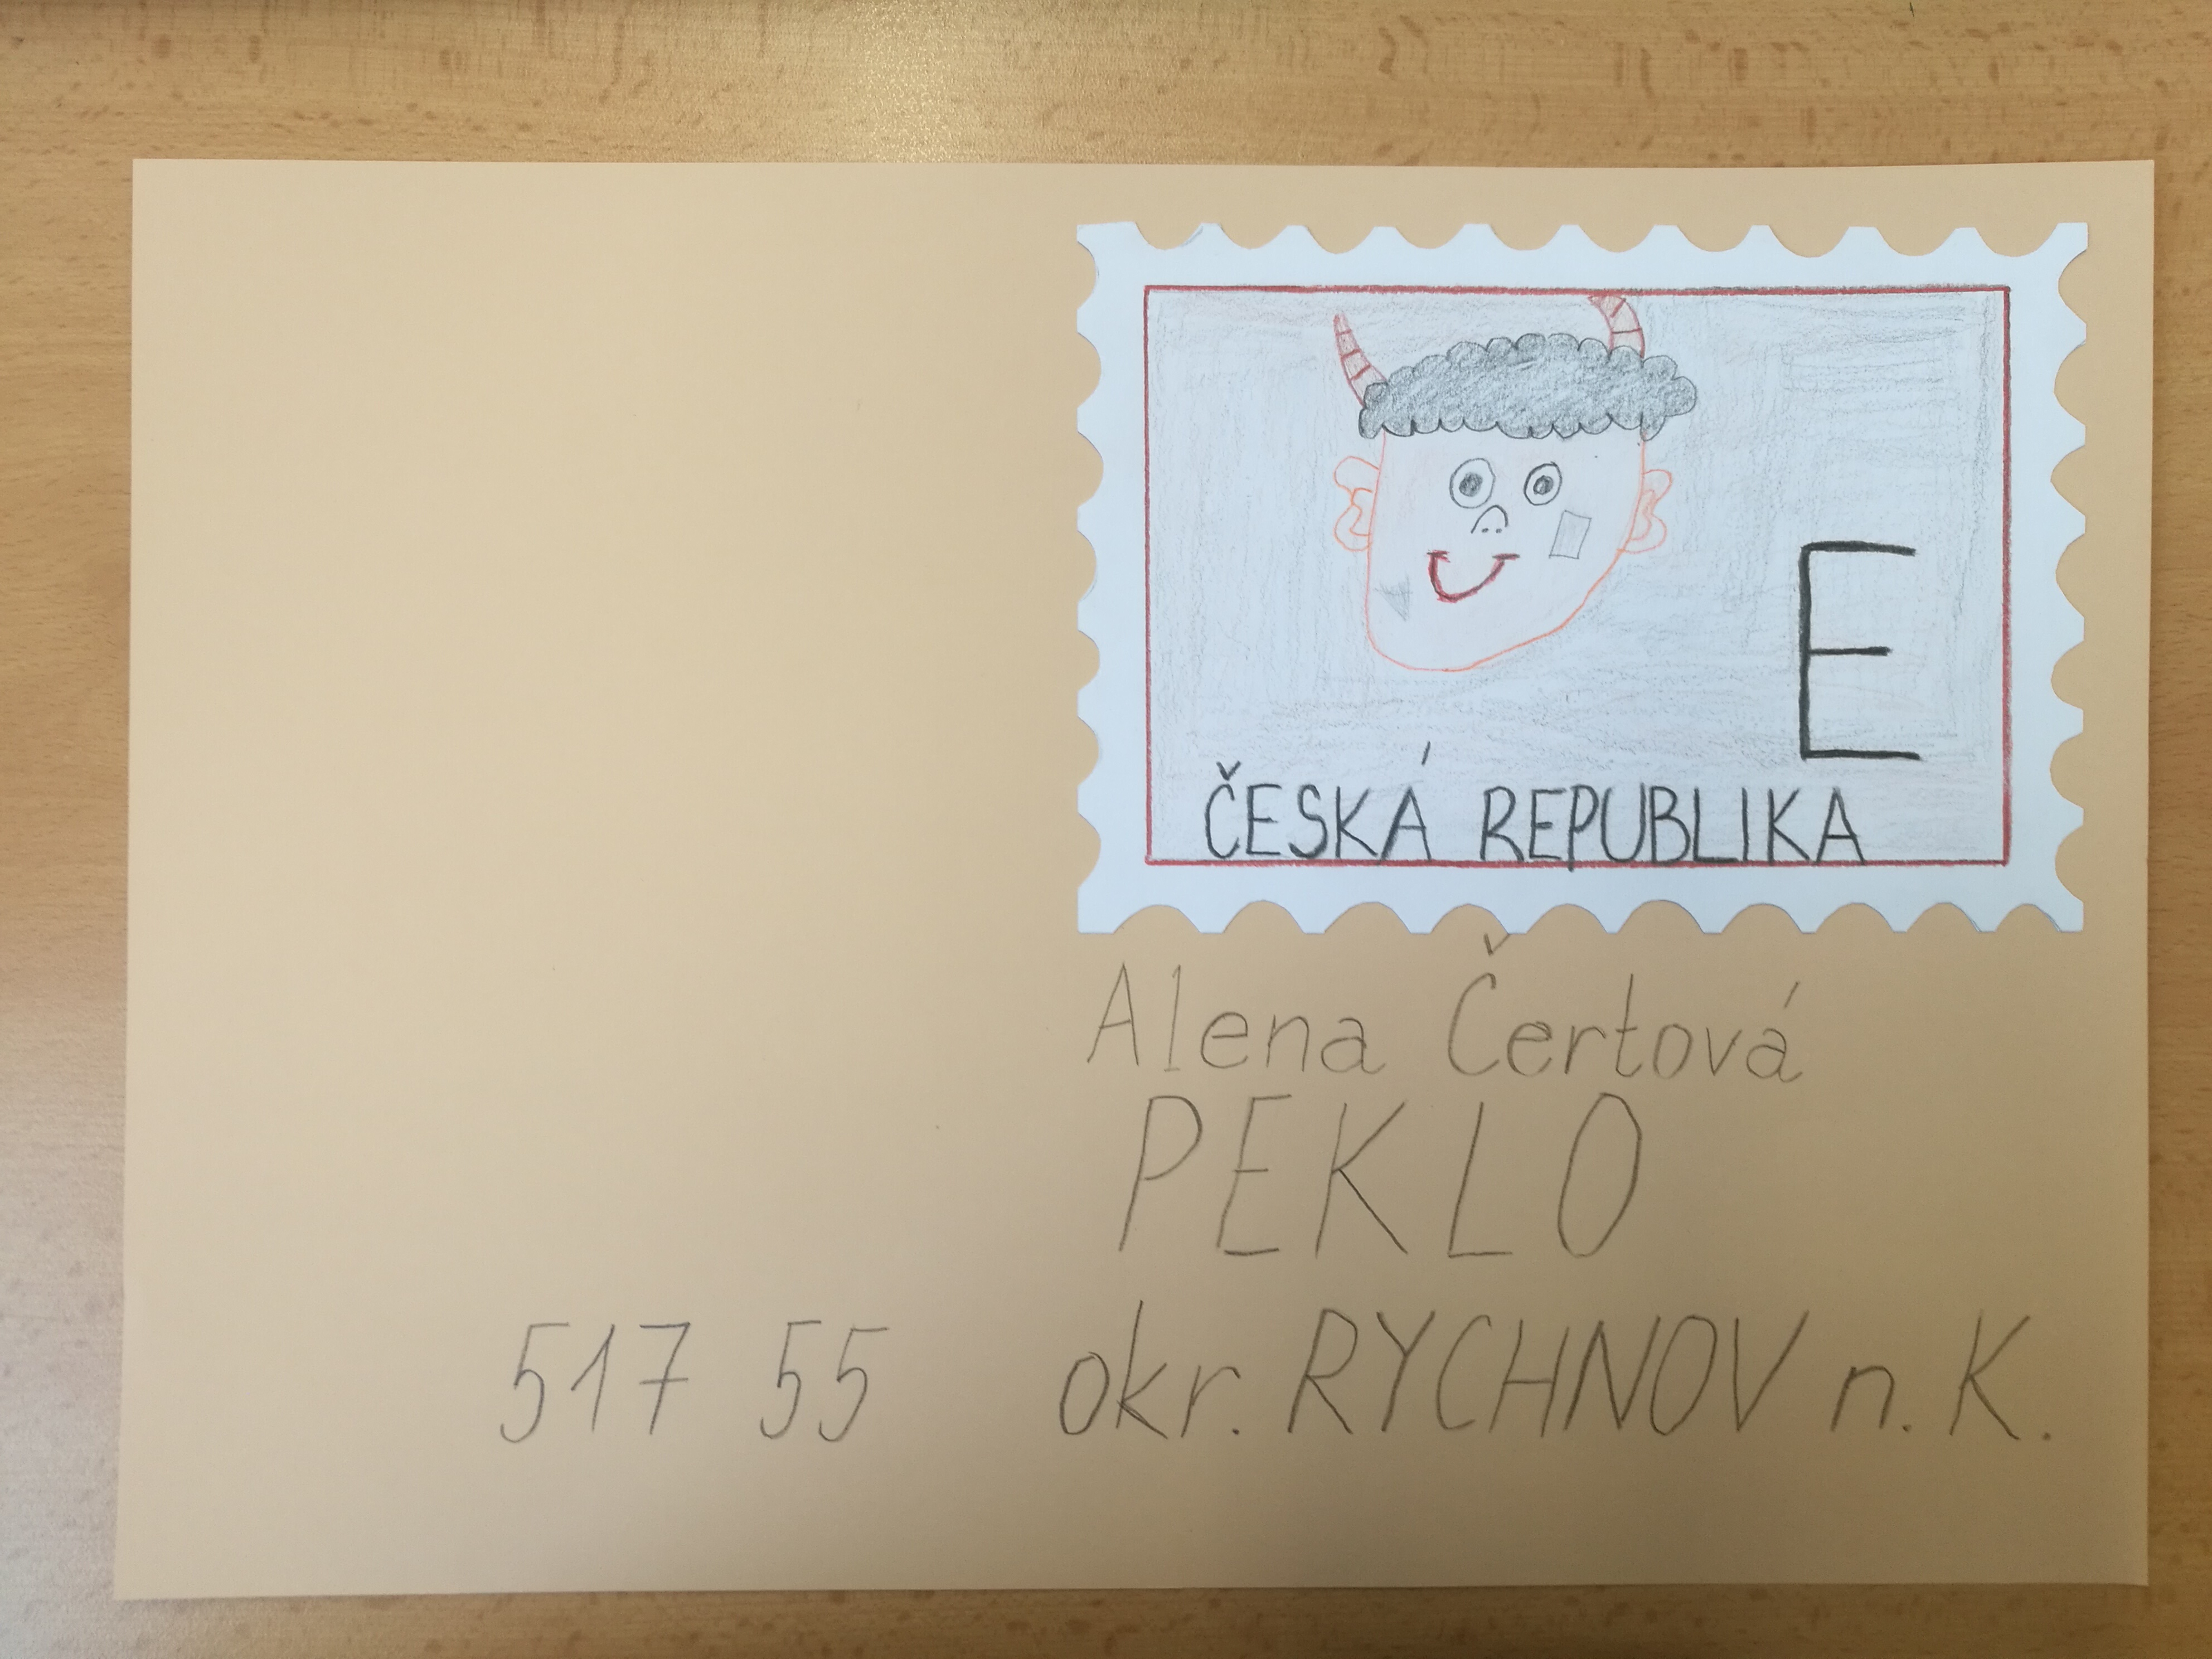 E
ČESKÁ REPUBLIKA
Alena Čertová
PEKLO
517 55 okr. RYCHNOV n. K.